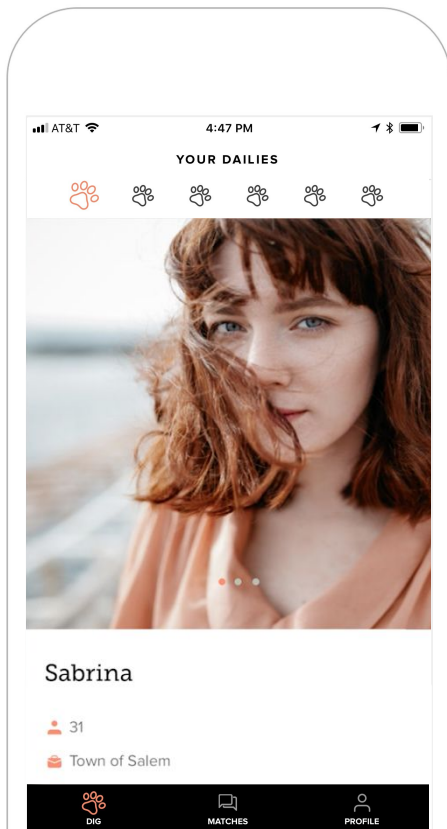 AT&T 4:47 PM
YOUR DAILIES
Sabrina
31
Town of Salem
DIG MATCHES PROFILE